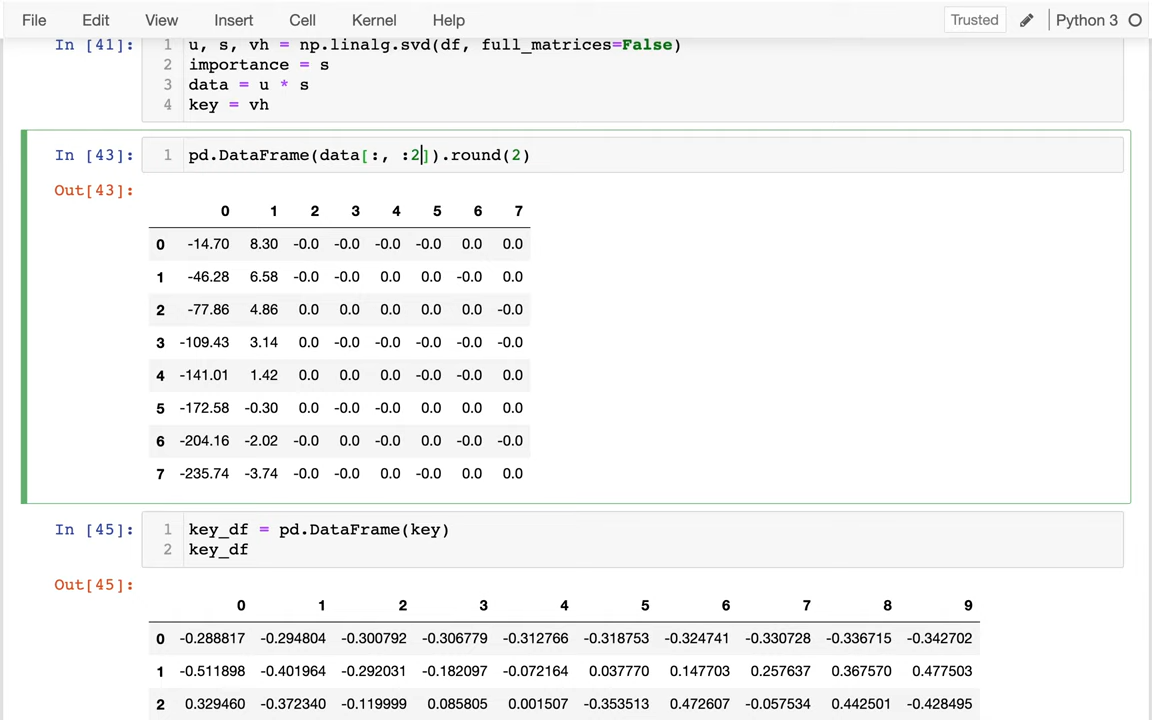 File Edit View Insert Cell Kernel Help Trusted Python 3
In [41]: 1 u, s, vh = np.linalg.svd(df, full_matrices=False)
2 importance = s
3 data = u * s
4 key = vh
In [43]: 1 pd.DataFrame(data[:, :2]).round(2)
Out[43]:
0 1 2 3 4 5 6 7
0 -14.70 8.30 -0.0 -0.0 -0.0 -0.0 0.0 0.0
1 -46.28 6.58 -0.0 -0.0 0.0 0.0 -0.0 0.0
2 -77.86 4.86 0.0 0.0 0.0 0.0 0.0 -0.0
3 -109.43 3.14 0.0 -0.0 -0.0 -0.0 -0.0 -0.0
4 -141.01 1.42 0.0 0.0 0.0 -0.0 -0.0 0.0
5 -172.58 -0.30 0.0 -0.0 -0.0 0.0 0.0 0.0
6 -204.16 -2.02 -0.0 0.0 -0.0 0.0 -0.0 -0.0
7 -235.74 -3.74 -0.0 -0.0 0.0 -0.0 0.0 0.0
In [45]: 1 key_df = pd.DataFrame(key)
2 key_df
Out[45]:
0 1 2 3 4 5 6 7 8 9
0 -0.288817 -0.294804 -0.300792 -0.306779 -0.312766 -0.318753 -0.324741 -0.330728 -0.336715 -0.342702
1 -0.511898 -0.401964 -0.292031 -0.182097 -0.072164 0.037770 0.147703 0.257637 0.367570 0.477503
2 0.329460 -0.372340 -0.119999 0.085805 0.001507 -0.353513 0.472607 -0.057534 0.442501 -0.428495